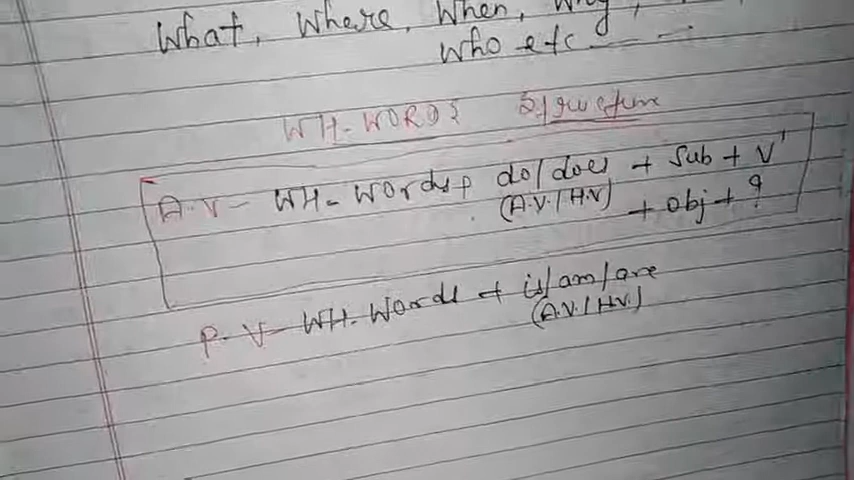 What, Where, When, Why,
Who etc
WH-WORDS Structure
A.V- WH-Words+ do/does + Sub + V¹
(A.V./H.V) + obj + ?
P.V- WH-Words + is/am/are
(A.V./H.V.)